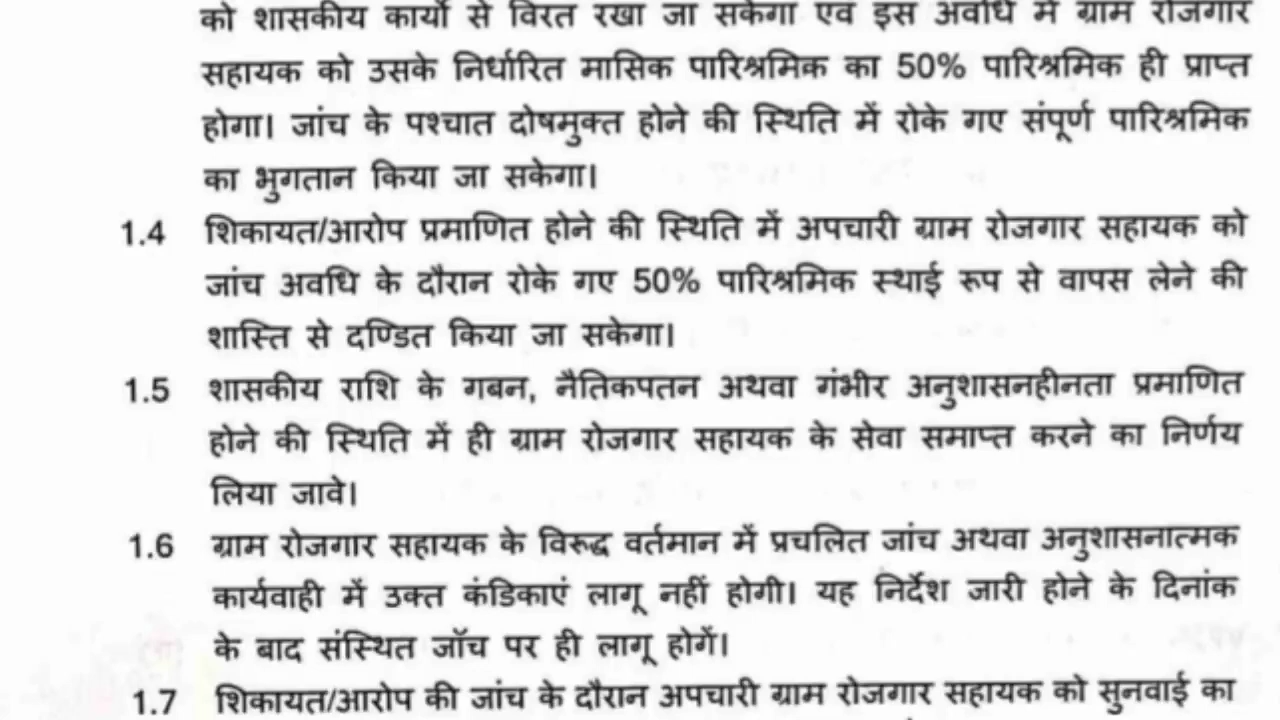 को शासकीय कार्यो से विरत रखा जा सकेगा एवं इस अवधि में ग्राम रोजगार
सहायक को उसके निर्धारित मासिक पारिश्रमिक का 50% पारिश्रमिक ही प्राप्त
होगा। जांच के पश्चात दोषमुक्त होने की स्थिति में रोके गए संपूर्ण पारिश्रमिक
का भुगतान किया जा सकेगा।
1.4 शिकायत/आरोप प्रमाणित होने की स्थिति में अपचारी ग्राम रोजगार सहायक को
जांच अवधि के दौरान रोके गए 50% पारिश्रमिक स्थाई रूप से वापस लेने की
शास्ति से दण्डित किया जा सकेगा।
1.5 शासकीय राशि के गबन, नैतिकपतन अथवा गंभीर अनुशासनहीनता प्रमाणित
होने की स्थिति में ही ग्राम रोजगार सहायक के सेवा समाप्त करने का निर्णय
लिया जावे।
1.6 ग्राम रोजगार सहायक के विरूद्ध वर्तमान में प्रचलित जांच अथवा अनुशासनात्मक
कार्यवाही में उक्त कंडिकाएं लागू नहीं होगी। यह निर्देश जारी होने के दिनांक
के बाद संस्थित जॉच पर ही लागू होगें।
1.7 शिकायत/आरोप की जांच के दौरान अपचारी ग्राम रोजगार सहायक को सुनवाई का